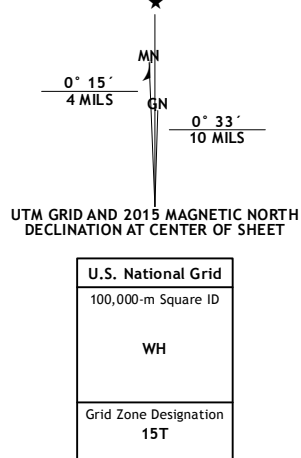 MN
0° 15´
4 MILS
GN
0° 33´
10 MILS
UTM GRID AND 2015 MAGNETIC NORTH
DECLINATION AT CENTER OF SHEET
U.S. National Grid
100,000-m Square ID
WH
Grid Zone Designation
15T